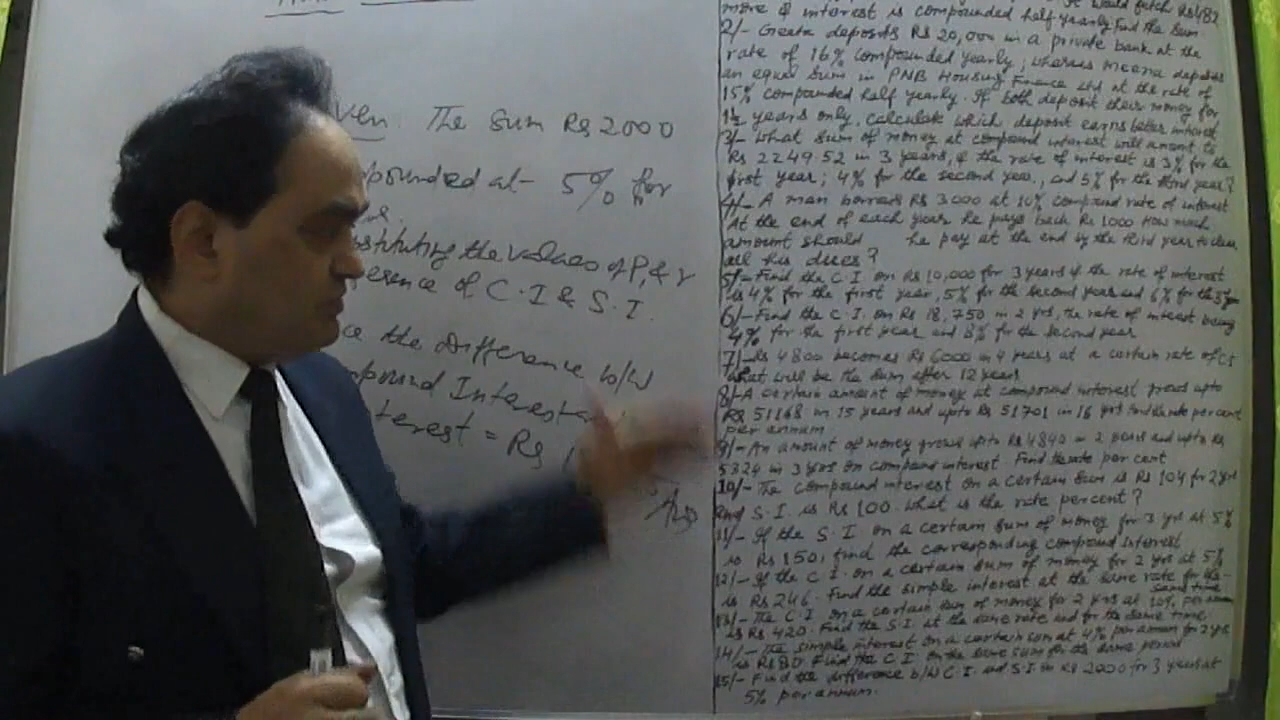 The Sum Rs 2000
at 5% for
the values of P, & r
of C.I & S.I.
the difference b/w
Interest
= Rs
Ans
would fetch Rs 482
more if interest is compounded half yearly find the sum
2/- Geeta deposits Rs 20,000 in a private bank at the
rate of 16% compounded yearly, whereas meena deposits
an equal sum in PNB Housing Finance Ltd at the rate of
15% compounded half yearly. If both deposit their money for
1½ years only, calculate which deposit earns better interest
3/- What sum of money at compound interest will amount to
Rs 2249.52 in 3 years, if the rate of interest is 3% for the
first year; 4% for the second year, and 5% for the third year?
4/- A man borrows Rs 3000 at 10% compound rate of interest
At the end of each year he pays back Rs 1000 How much
amount should he pay at the end of the third year to clear
all his dues?
5/- Find the C.I on Rs 10,000 for 3 years if the rate of interest
is 4% for the first year, 5% for the second year and 6% for the
6/- Find the C.I. on Rs 18,750 in 2 yrs, the rate of interest being
4% for the first year and 8% for the second year
7/- Rs 4800 becomes Rs 6000 in 4 years at a certain rate of CI
what will be the sum after 12 years
8/- A certain amount of money at compound interest grows upto
Rs 51168 in 15 years and upto Rs 51701 in 16 yrs find the rate percent
per annum
9/- An amount of money grows upto Rs 4840 in 2 years and upto Rs
5324 in 3 yrs on compound interest Find the rate per cent
10/- The compound interest on a certain sum is Rs 104 for 2 yrs
and S.I. is Rs 100. what is the rate percent?
11/- If the S.I on a certain sum of money for 3 yrs at 5%
is Rs 150, find the corresponding compound interest
12/- If the C.I. on a certain sum of money for 2 yrs at 5%
is Rs 246. Find the simple interest at the same rate for the
same time
13/- The C.I on a certain sum of money for 2 yrs at 10% per annum
is Rs 420. Find the S.I at the same rate and for the same time
14/- The simple interest on a certain sum at 4% per annum for 2 yrs
is Rs 80 Find the C.I. on the same sum for the same period
15/- Find the difference b/w C.I. and S.I on Rs 2000 for 3 years at
5% per annum.